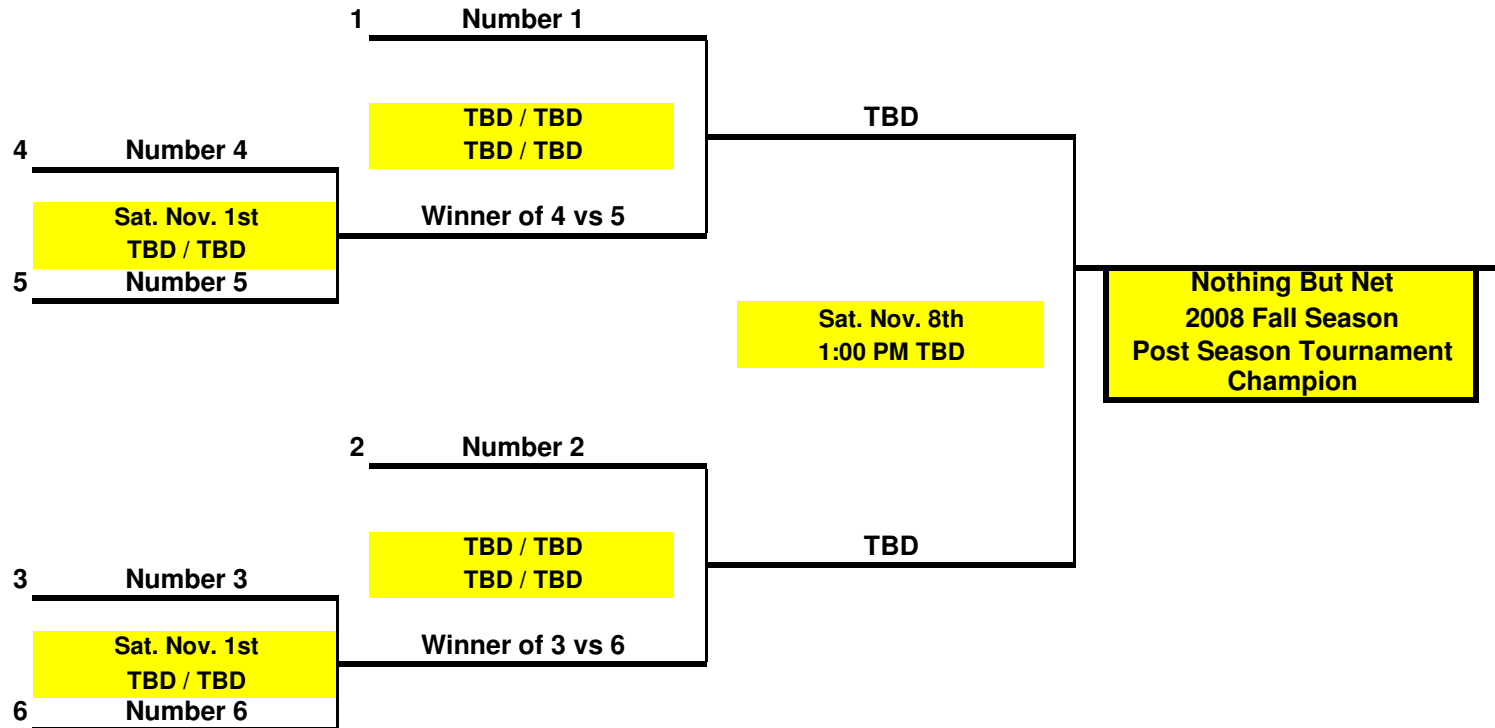 1 Number 1
TBD / TBD
TBD / TBD
TBD
4 Number 4
Sat. Nov. 1st
TBD / TBD
Winner of 4 vs 5
5 Number 5
Sat. Nov. 8th
1:00 PM TBD
Nothing But Net
2008 Fall Season
Post Season Tournament
Champion
2 Number 2
TBD / TBD
TBD / TBD
TBD
3 Number 3
Sat. Nov. 1st
TBD / TBD
Winner of 3 vs 6
6 Number 6